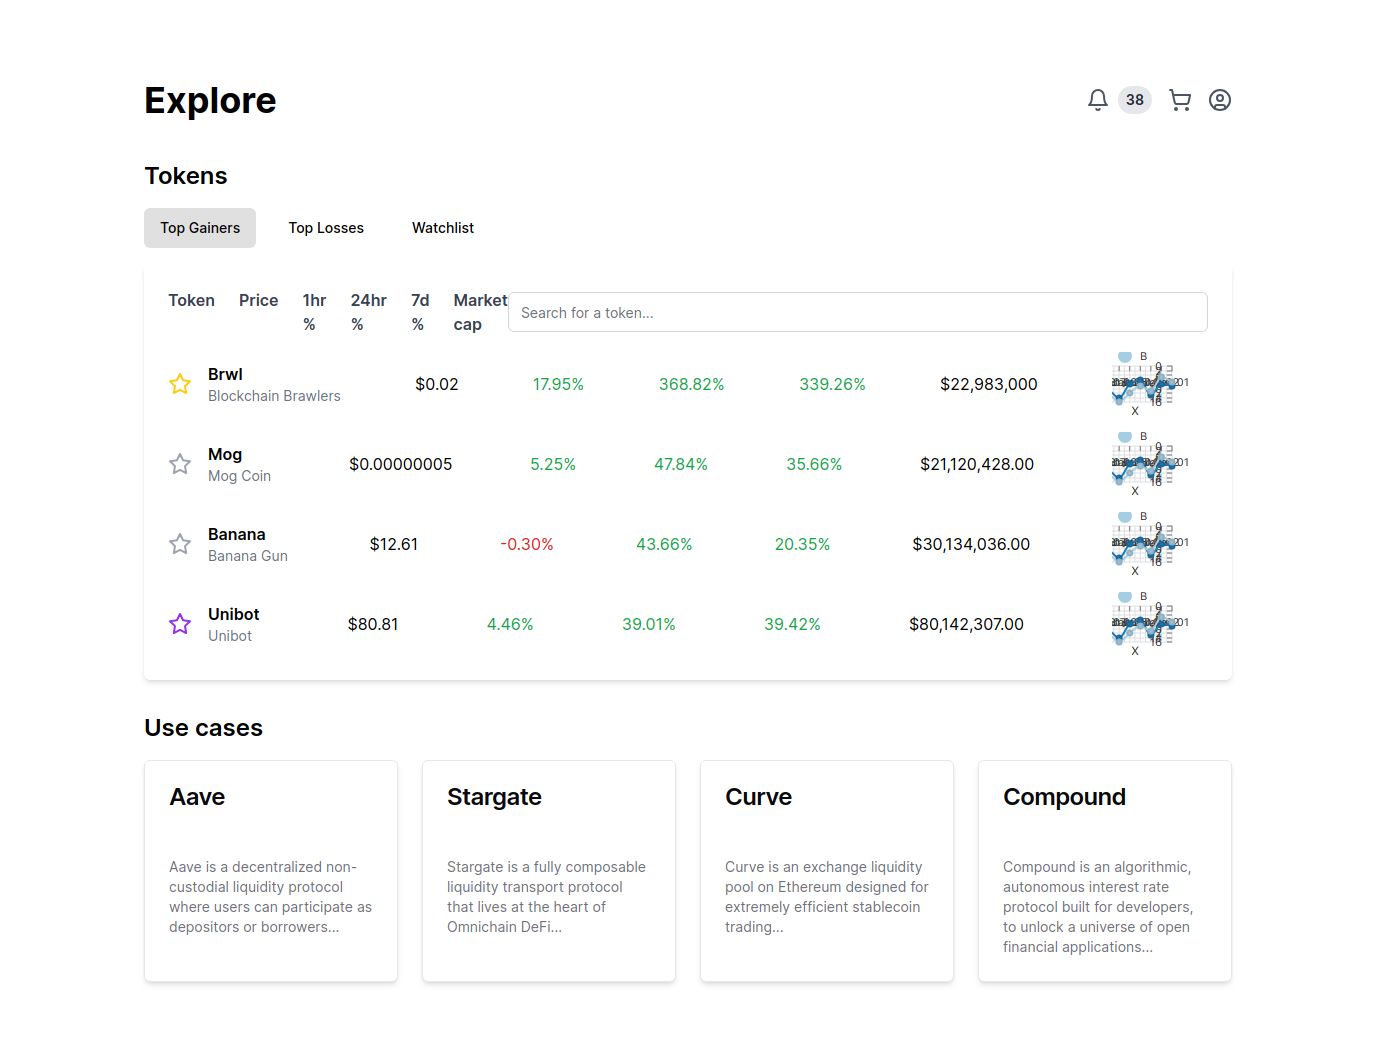 Explore
38
Tokens
Top Gainers Top Losses Watchlist
Token Price 1hr % 24hr % 7d % Market cap
Search for a token...
Brwl
Blockchain Brawlers
$0.02 17.95% 368.82% 339.26% $22,983,000
B
X
Mog
Mog Coin
$0.00000005 5.25% 47.84% 35.66% $21,120,428.00
B
X
Banana
Banana Gun
$12.61 -0.30% 43.66% 20.35% $30,134,036.00
B
X
Unibot
Unibot
$80.81 4.46% 39.01% 39.42% $80,142,307.00
B
X
Use cases
Aave
Aave is a decentralized non-
custodial liquidity protocol
where users can participate as
depositors or borrowers...
Stargate
Stargate is a fully composable
liquidity transport protocol
that lives at the heart of
Omnichain DeFi...
Curve
Curve is an exchange liquidity
pool on Ethereum designed for
extremely efficient stablecoin
trading...
Compound
Compound is an algorithmic,
autonomous interest rate
protocol built for developers,
to unlock a universe of open
financial applications...